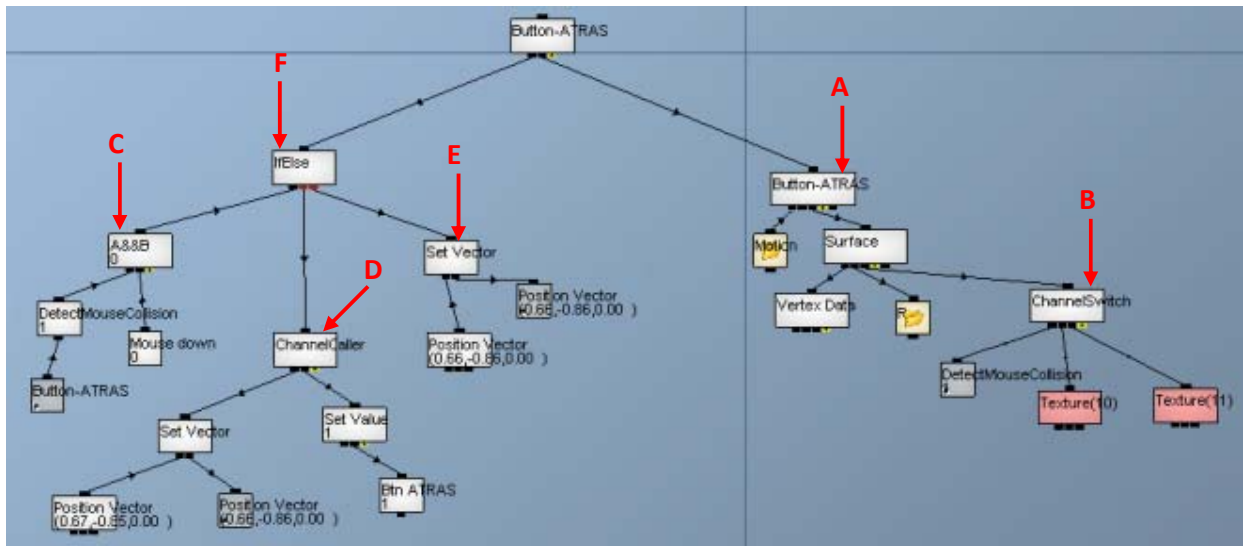 Button-ATRAS
F
A
IfElse
C
E
Button-ATRAS
B
A&&B
0
Set Vector
Motion
Surface
D
DetectMouseCollision
1
Mouse down
0
Position Vector
(0.66,-0.86,0.00 )
Position Vector
(0.66,-0.86,0.00 )
Vertex Data
R
ChannelSwitch
ChannelCaller
Button-ATRAS
DetectMouseCollision
Texture(10)
Texture(11)
Set Vector
Set Value
1
Position Vector
(0.67,-0.85,0.00 )
Position Vector
(0.66,-0.86,0.00 )
Btn ATRAS
1